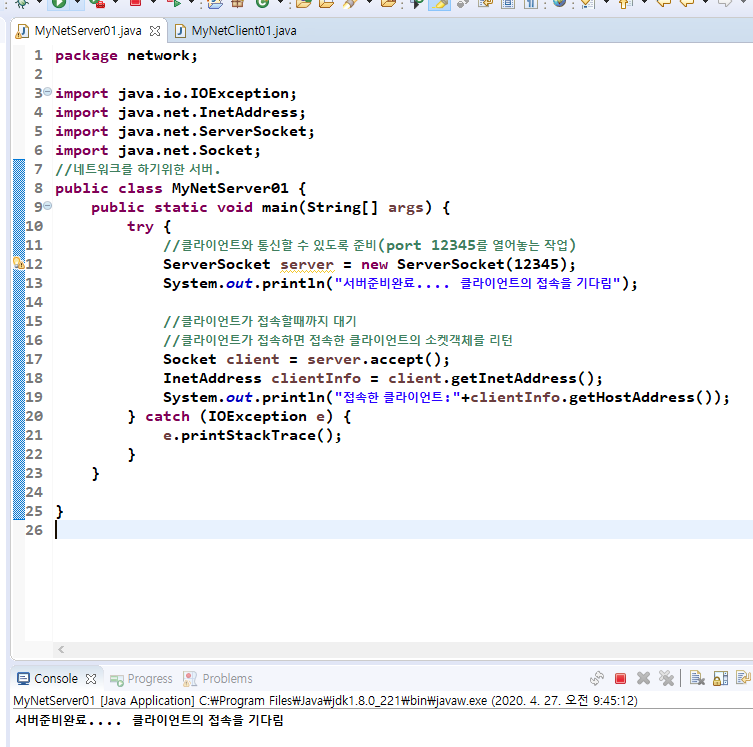 MyNetServer01.java MyNetClient01.java
1 package network;
2
3 import java.io.IOException;
4 import java.net.InetAddress;
5 import java.net.ServerSocket;
6 import java.net.Socket;
7 //네트워크를 하기위한 서버.
8 public class MyNetServer01 {
9 public static void main(String[] args) {
10 try {
11 //클라이언트와 통신할 수 있도록 준비(port 12345를 열어놓는 작업)
12 ServerSocket server = new ServerSocket(12345);
13 System.out.println("서버준비완료.... 클라이언트의 접속을 기다림");
14
15 //클라이언트가 접속할때까지 대기
16 //클라이언트가 접속하면 접속한 클라이언트의 소켓객체를 리턴
17 Socket client = server.accept();
18 InetAddress clientInfo = client.getInetAddress();
19 System.out.println("접속한 클라이언트:"+clientInfo.getHostAddress());
20 } catch (IOException e) {
21 e.printStackTrace();
22 }
23 }
24
25 }
26
Console Progress Problems
MyNetServer01 [Java Application] C:₩Program Files₩Java₩jdk1.8.0_221₩bin₩javaw.exe (2020. 4. 27. 오전 9:45:12)
서버준비완료.... 클라이언트의 접속을 기다림